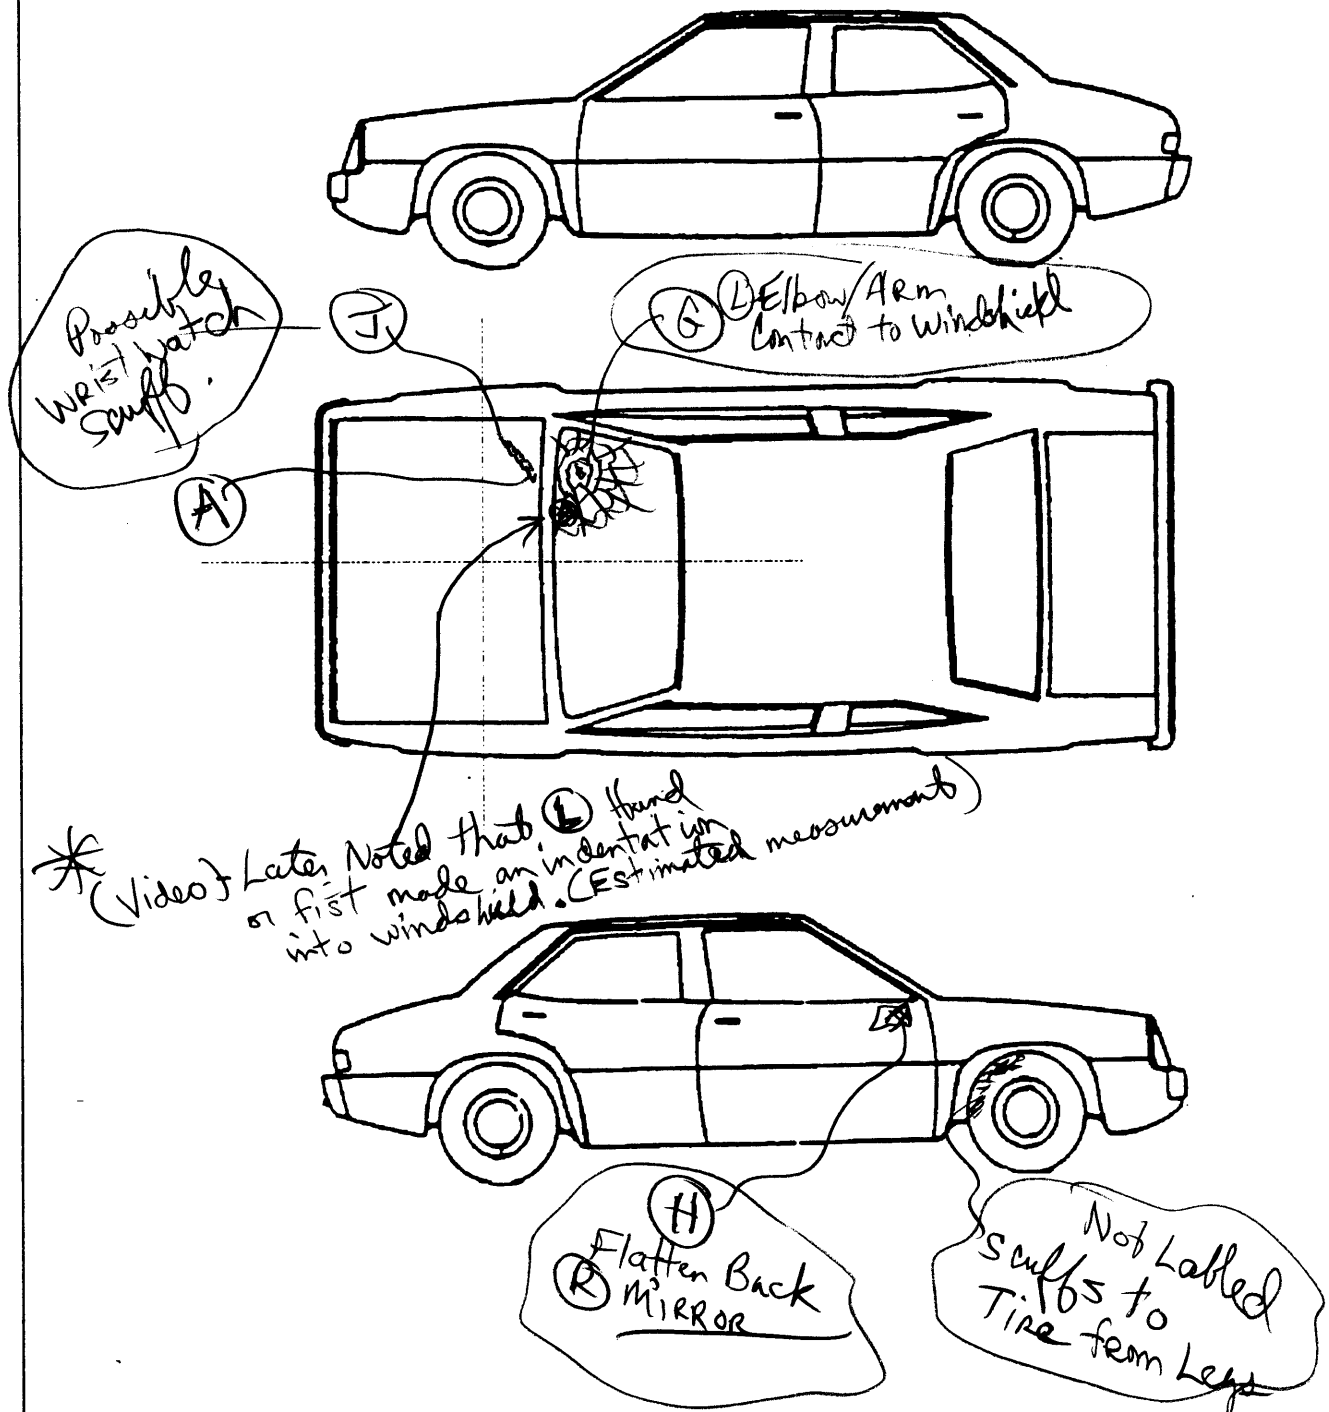 Possible
Wrist Watch
Scuff.
J
G
L Elbow/Arm
Contact to Windshield
A
* (Video) - Later Noted that L Hand
or fist made an indentation
into windshield. (Estimated measurement)
H
Flatten Back
R Mirror
Not Labled
Scuffs to
Tire from Legs